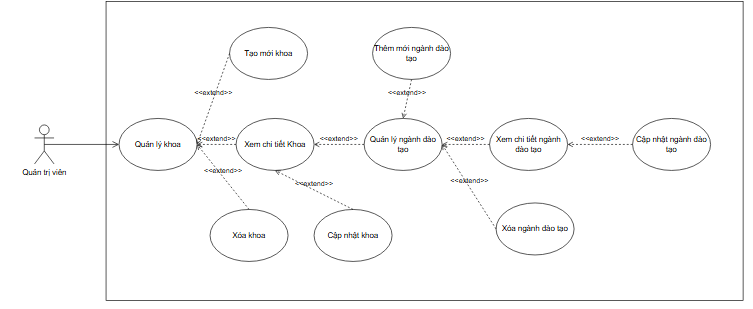 Tạo mới khoa
Thêm mới ngành đào
tạo
<<extend>>
<<extend>>
Quản trị viên
Quản lý khoa
<<extend>>
Xem chi tiết Khoa
<<extend>>
Quản lý ngành đào
tạo
<<extend>>
Xem chi tiết ngành
đào tạo
<<extend>>
Cập nhật ngành đào
tạo
<<extend>>
<<extend>>
<<extend>>
Xóa khoa
Cập nhật khoa
Xóa ngành đào tạo